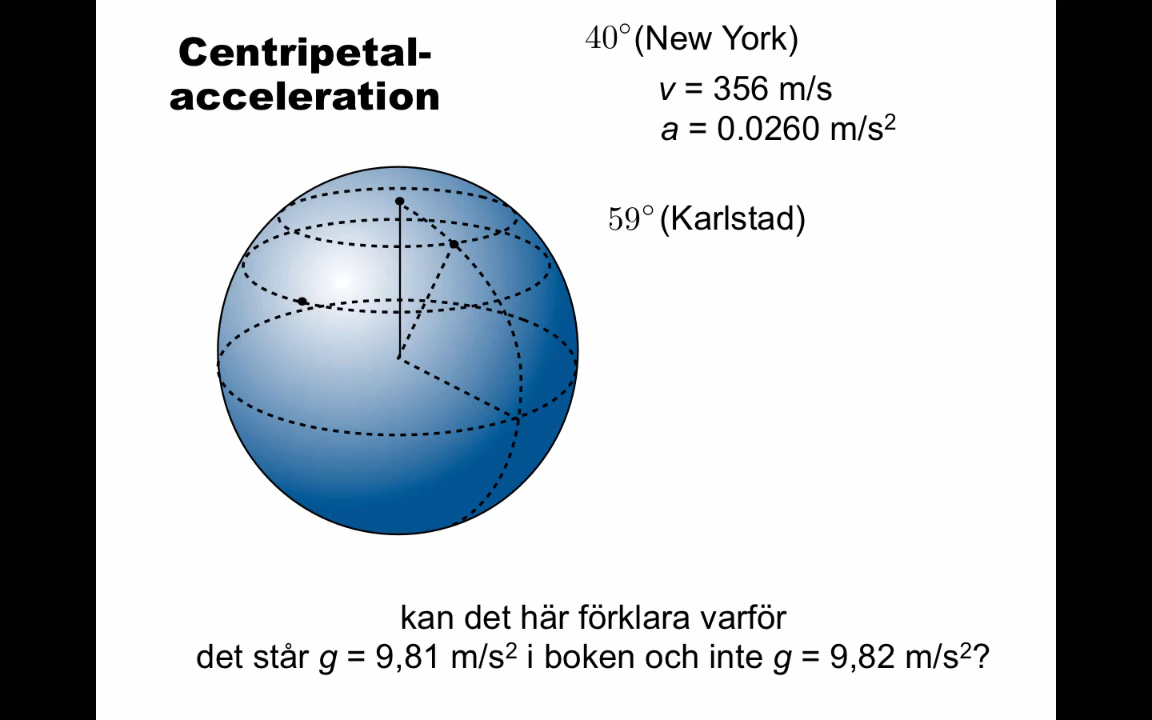 Centripetal-
acceleration
40°(New York)
v = 356 m/s
a = 0.0260 m/s²
59°(Karlstad)
kan det här förklara varför
det står g = 9,81 m/s² i boken och inte g = 9,82 m/s²?